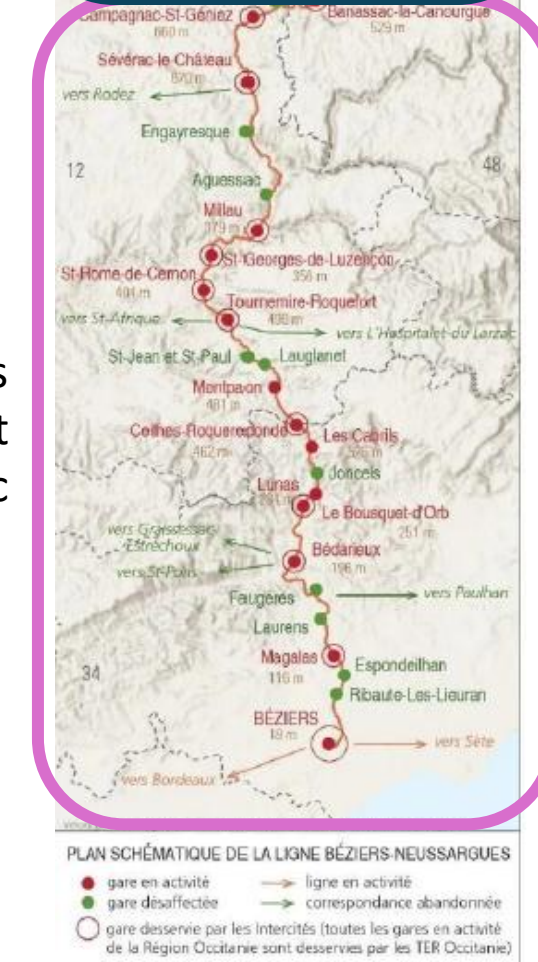 Campagnac-St-Géniez
660 m
Banassac-la-Canourgue
529 m
Sévérac-le-Château
670 m
vers Rodez
Engayresque
12
48
Aguessac
Millau
379 m
St-Georges-de-Luzençon
356 m
St-Rome-de-Cernon
404 m
Tournemire-Roquefort
498 m
vers St-Afrique
vers L'Hospitalet-du Larzac
St-Jean et St-Paul
Lauglanet
s
Montpaon
481 m
t
Ceilhes-Roqueredonde
462 m
Les Cabrils
Joncels
c
Lunas
Le Bousquet-d'Orb
251 m
vers Graissessac-
Estréchoux
Bédarieux
196 m
vers St-Pons
Faugères
vers Paulhan
Laurens
Magalas
116 m
34
Espondeilhan
Ribaute-Les-Lieuran
BÉZIERS
18 m
vers Sète
vers Bordeaux
PLAN SCHÉMATIQUE DE LA LIGNE BÉZIERS-NEUSSARGUES
gare en activité
ligne en activité
gare désaffectée
correspondance abandonnée
gare desservie par les Intercités (toutes les gares en activité
de la Région Occitanie sont desservies par les TER Occitanie)